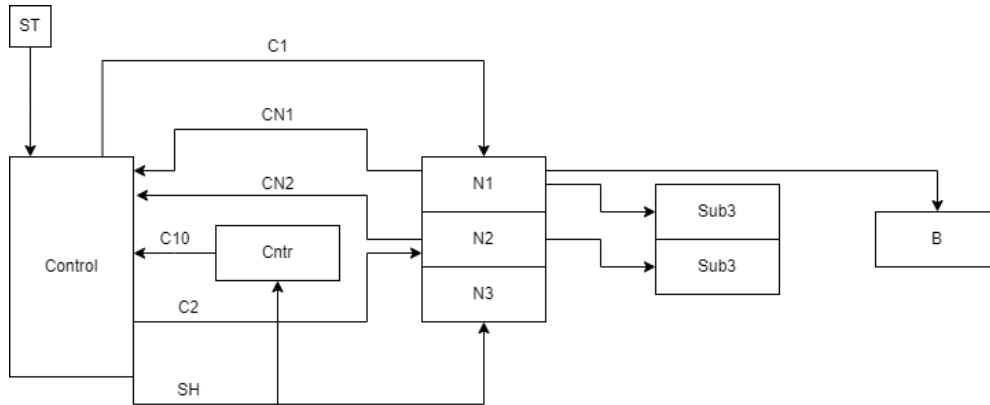 ST
C1
CN1
N1
CN2
Sub3
C10
Cntr
N2
B
Control
Sub3
N3
C2
SH